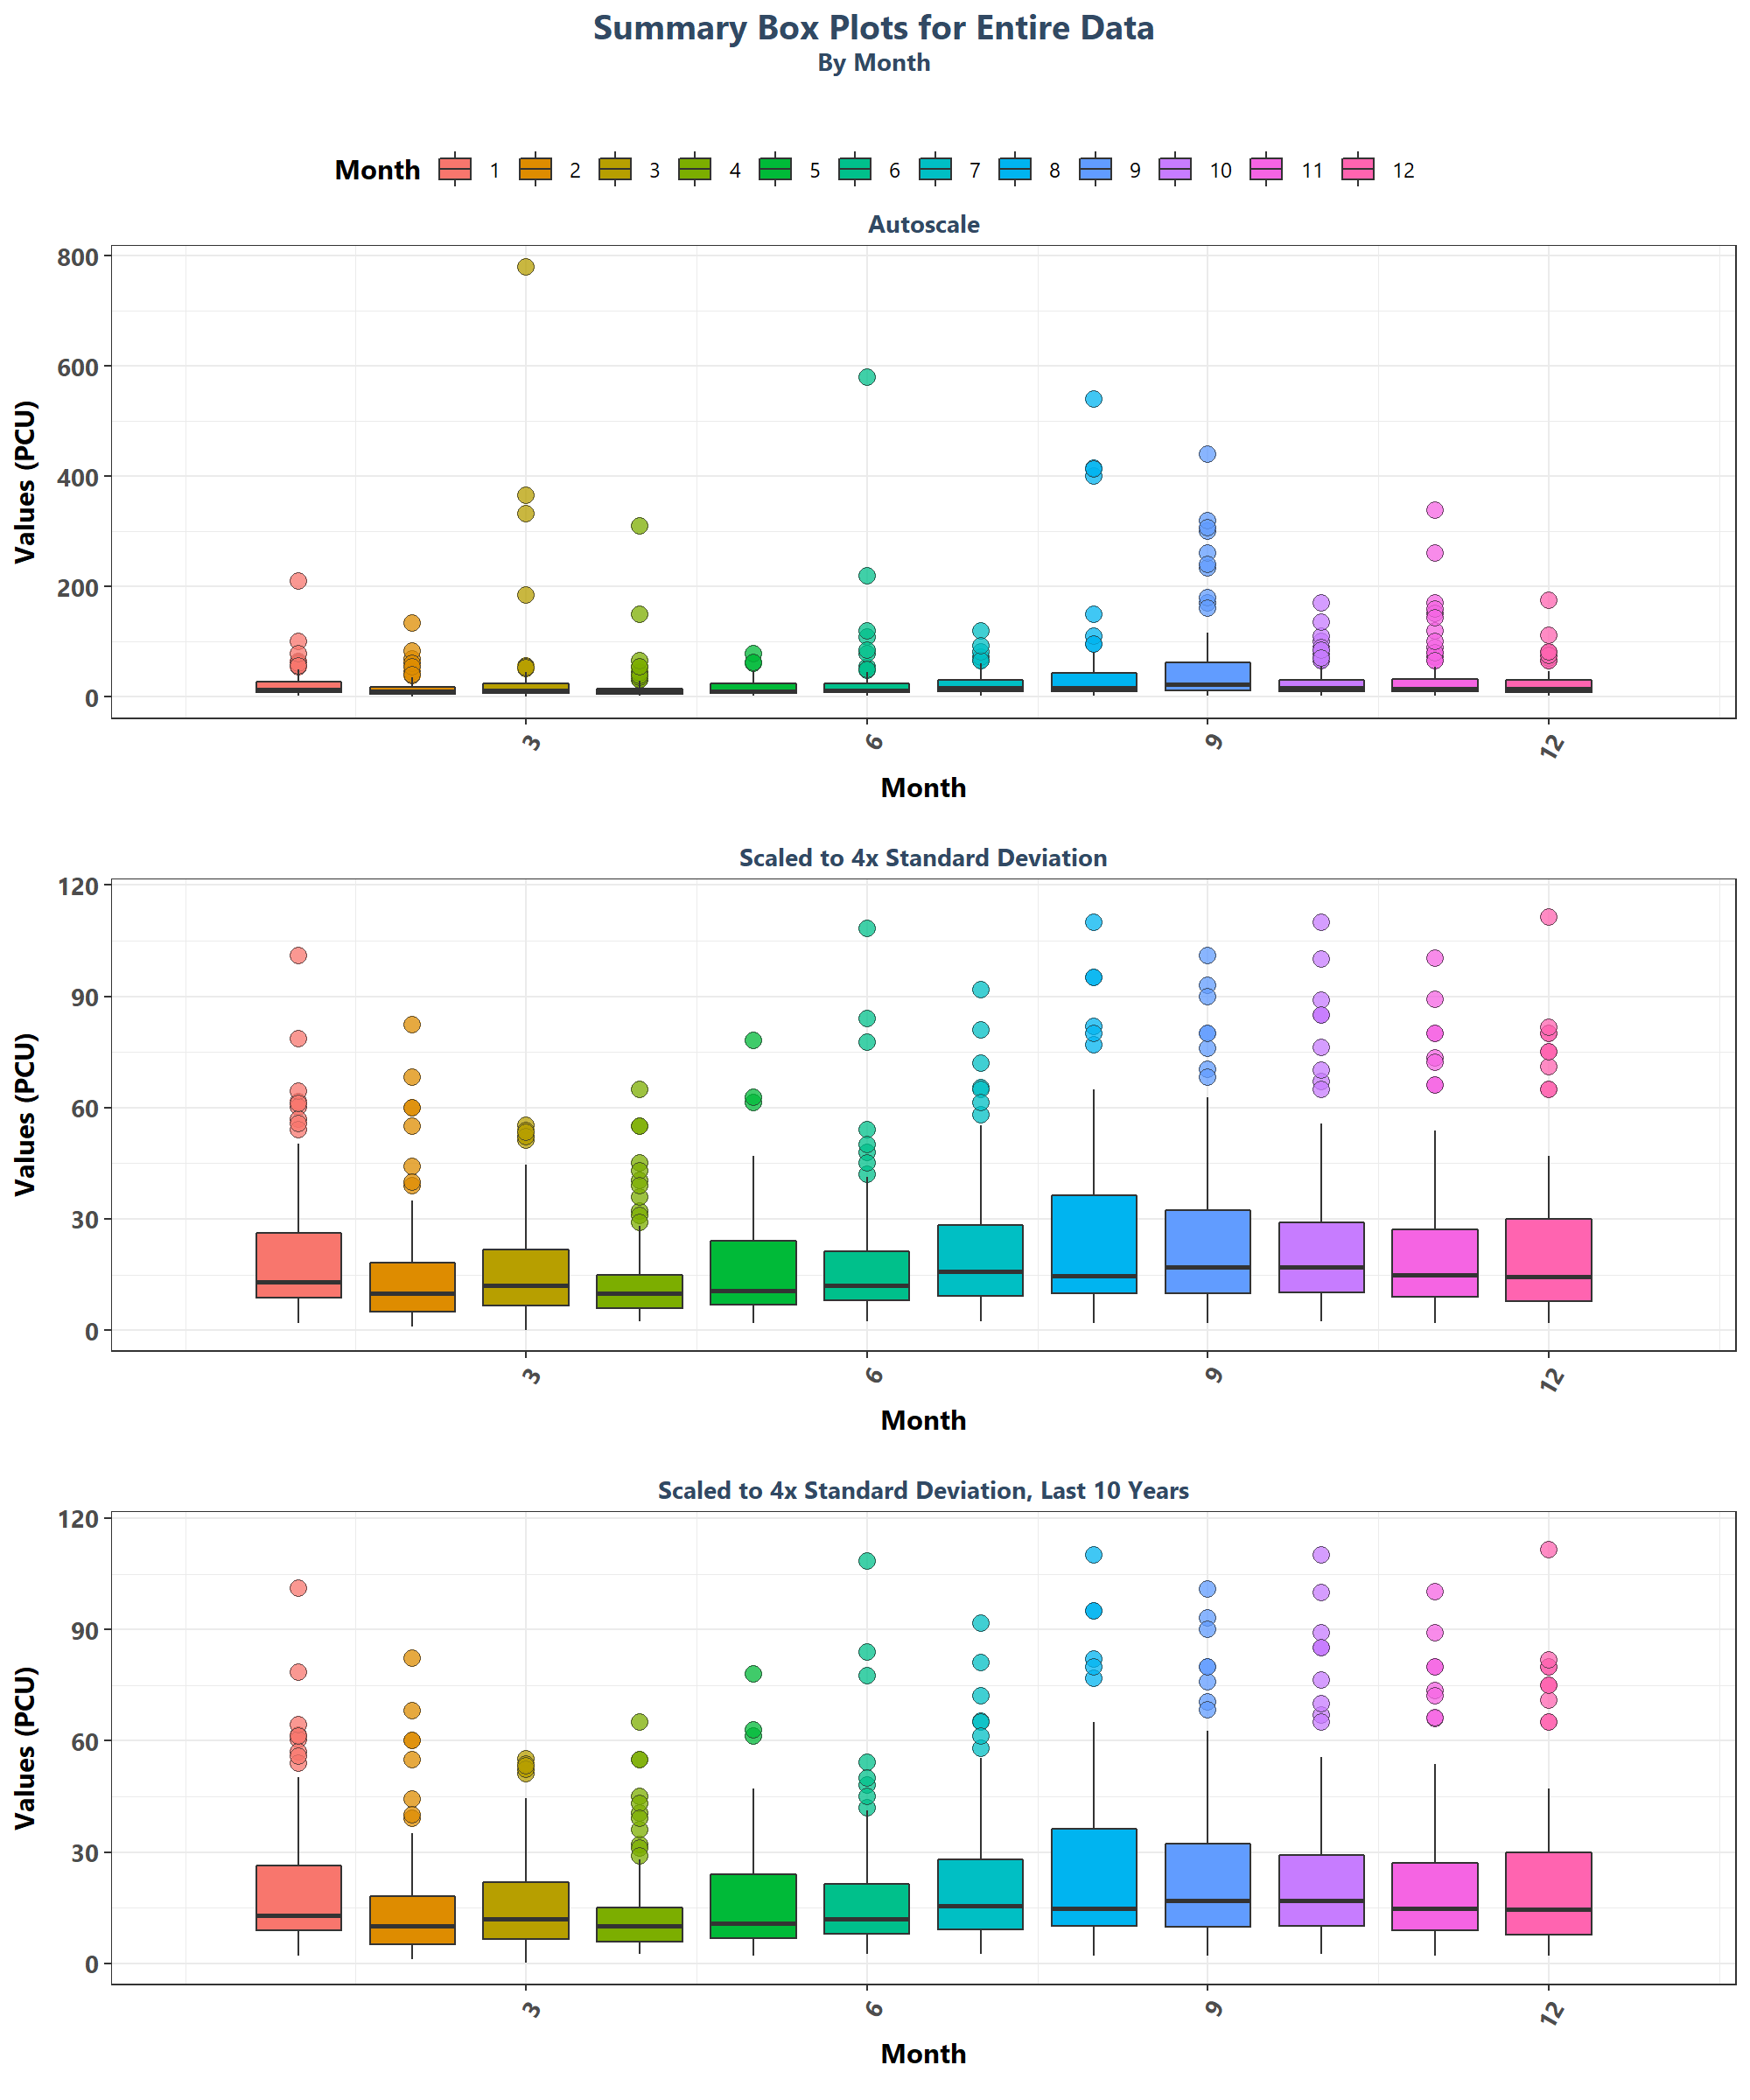 Summary Box Plots for Entire Data
By Month
Month 1 2 3 4 5 6 7 8 9 10 11 12
Autoscale
800
600
400
200
0
Values (PCU)
3 6 9 12
Month
Scaled to 4x Standard Deviation
120
90
60
30
0
Values (PCU)
3 6 9 12
Month
Scaled to 4x Standard Deviation, Last 10 Years
120
90
60
30
0
Values (PCU)
3 6 9 12
Month